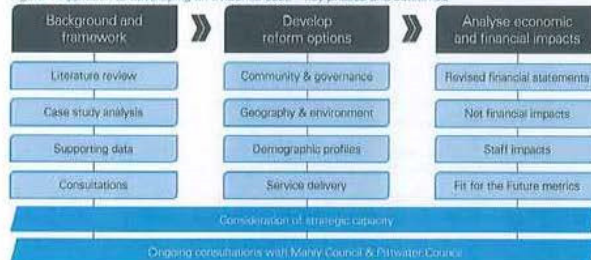 Background and
framework
Develop
reform options
Analyse economic
and financial impacts
Literature review
Case study analysis
Supporting data
Consultations
Community & governance
Geography & environment
Demographic profiles
Service delivery
Revised financial statements
Net financial impacts
Staff impacts
Fit for the Future metrics
Consideration of strategic capacity
Ongoing consultations with Manly Council & Pittwater Council